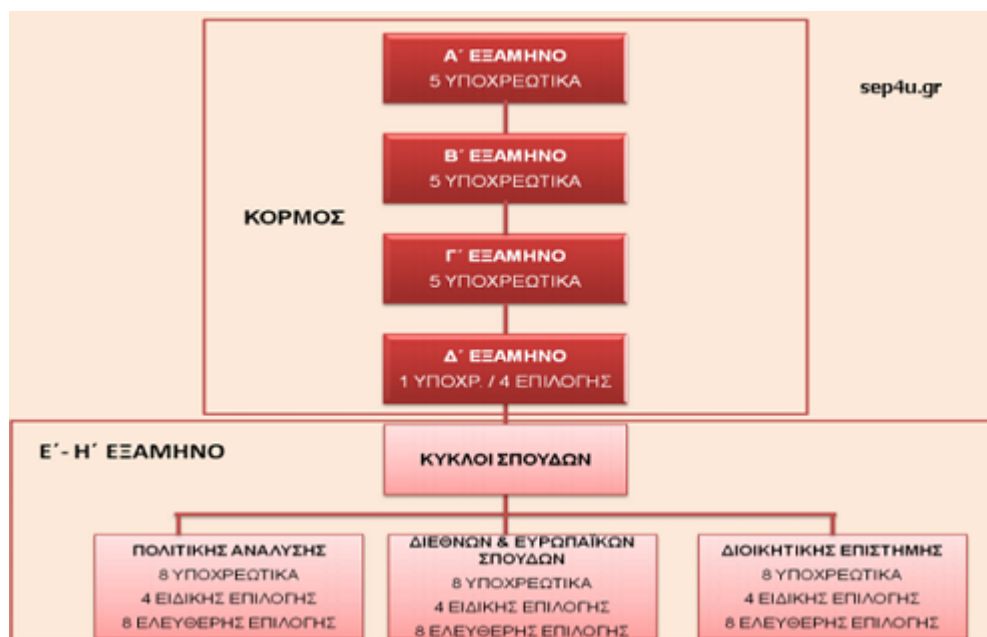 Α΄ ΕΞΑΜΗΝΟ
5 ΥΠΟΧΡΕΩΤΙΚΑ
sep4u.gr
Β΄ ΕΞΑΜΗΝΟ
5 ΥΠΟΧΡΕΩΤΙΚΑ
ΚΟΡΜΟΣ
Γ΄ ΕΞΑΜΗΝΟ
5 ΥΠΟΧΡΕΩΤΙΚΑ
Δ΄ ΕΞΑΜΗΝΟ
1 ΥΠΟΧΡ. / 4 ΕΠΙΛΟΓΗΣ
Ε΄- Η΄ ΕΞΑΜΗΝΟ
ΚΥΚΛΟΙ ΣΠΟΥΔΩΝ
ΠΟΛΙΤΙΚΗΣ ΑΝΑΛΥΣΗΣ
8 ΥΠΟΧΡΕΩΤΙΚΑ
4 ΕΙΔΙΚΗΣ ΕΠΙΛΟΓΗΣ
8 ΕΛΕΥΘΕΡΗΣ ΕΠΙΛΟΓΗΣ
ΔΙΕΘΝΩΝ & ΕΥΡΩΠΑΪΚΩΝ
ΣΠΟΥΔΩΝ
8 ΥΠΟΧΡΕΩΤΙΚΑ
4 ΕΙΔΙΚΗΣ ΕΠΙΛΟΓΗΣ
8 ΕΛΕΥΘΕΡΗΣ ΕΠΙΛΟΓΗΣ
ΔΙΟΙΚΗΤΙΚΗΣ ΕΠΙΣΤΗΜΗΣ
8 ΥΠΟΧΡΕΩΤΙΚΑ
4 ΕΙΔΙΚΗΣ ΕΠΙΛΟΓΗΣ
8 ΕΛΕΥΘΕΡΗΣ ΕΠΙΛΟΓΗΣ